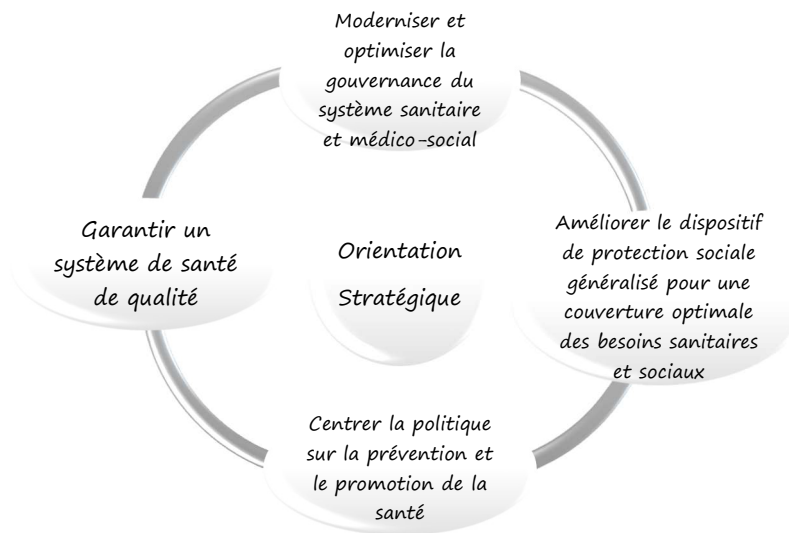 Moderniser et
optimiser la
gouvernance du
système sanitaire
et médico-social
Garantir un
système de santé
de qualité
Orientation
Stratégique
Améliorer le dispositif
de protection sociale
généralisé pour une
couverture optimale
des besoins sanitaires
et sociaux
Centrer la politique
sur la prévention et
le promotion de la
santé